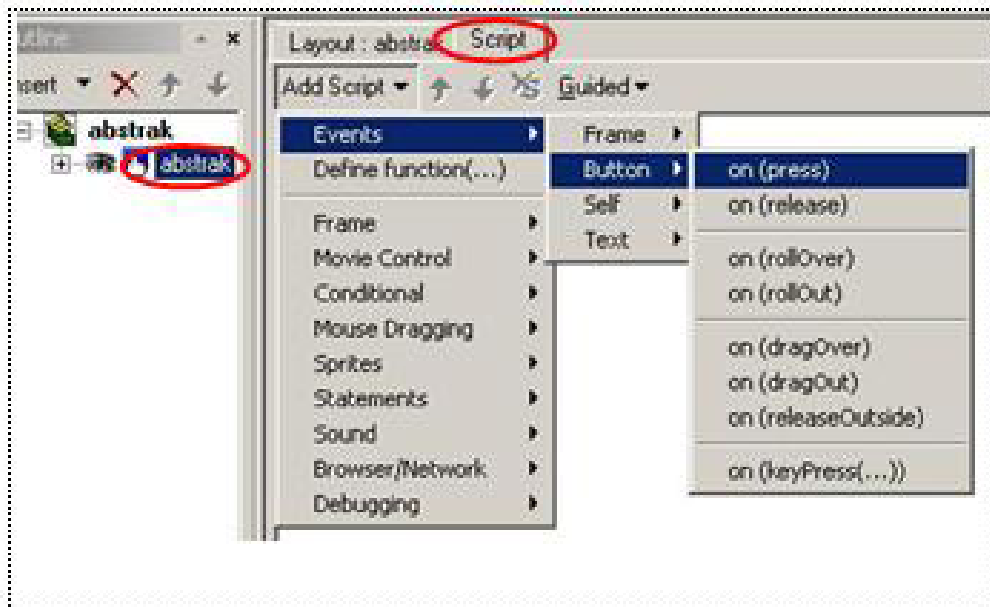 Layout : abstrak Script
Add Script Guided
abstrak
abstrak
Events
Define function(...)
Frame
Movie Control
Conditional
Mouse Dragging
Sprites
Statements
Sound
Browser/Network
Debugging
Frame
Button
Self
Text
on (press)
on (release)
on (rollOver)
on (rollOut)
on (dragOver)
on (dragOut)
on (releaseOutside)
on (keyPress(...))